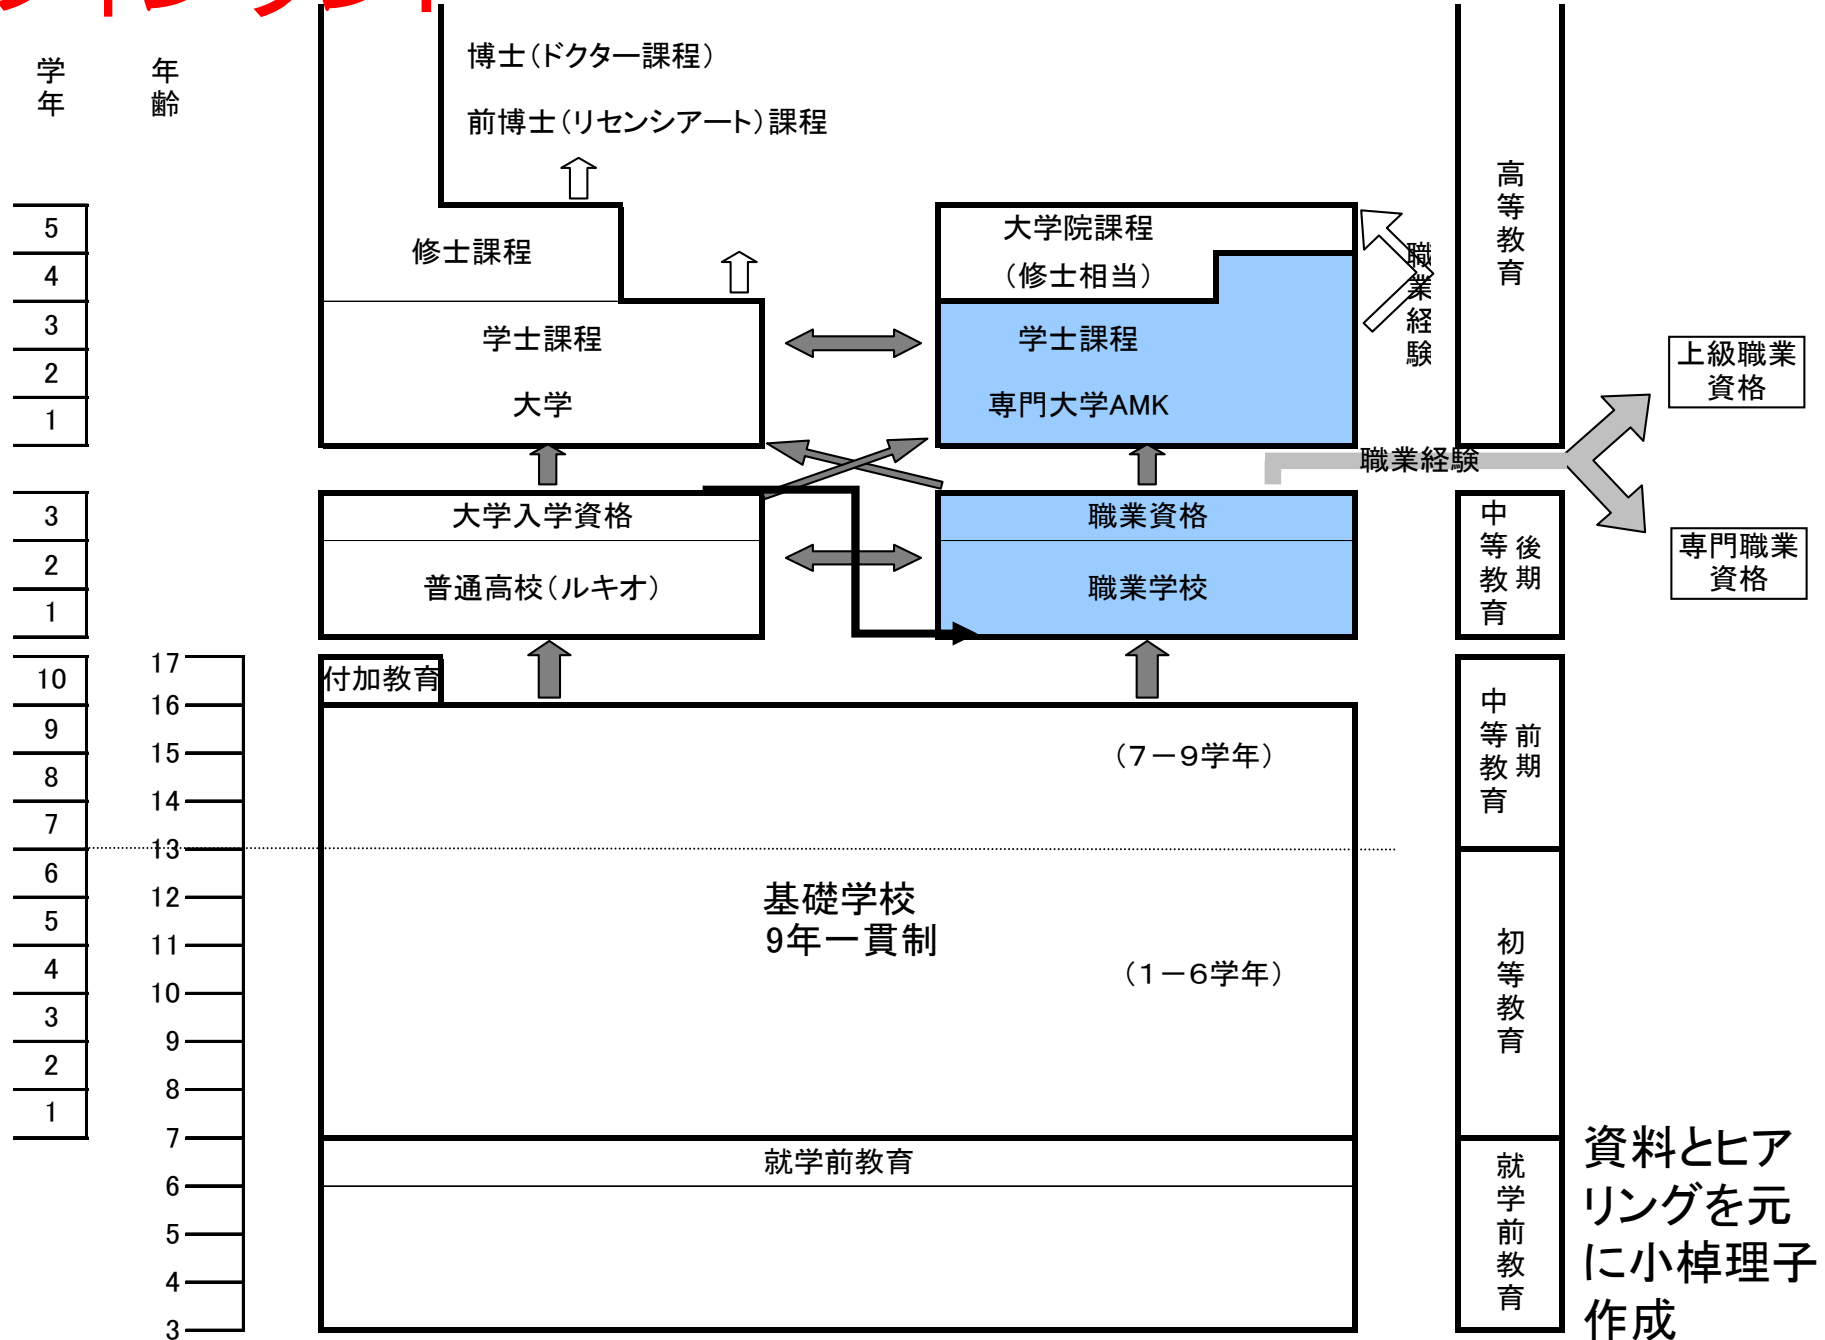 学年
年齢
博士（ドクター課程）
前博士（リセンシアート）課程
高等教育
5
4
3
2
1
修士課程
学士課程
大学
大学院課程
（修士相当）
学士課程
専門大学AMK
職業経験
上級職業
資格
職業経験
専門職業
資格
3
2
1
大学入学資格
普通高校（ルキオ）
職業資格
職業学校
中等教育
後期
10
9
8
7
6
5
4
3
2
1
17
16
15
14
13
12
11
10
9
8
7
6
5
4
3
付加教育
（7－9学年）
基礎学校
9年一貫制
（1－6学年）
就学前教育
中等教育
前期
初等教育
就学前教育
資料とヒア
リングを元
に小棹理子
作成